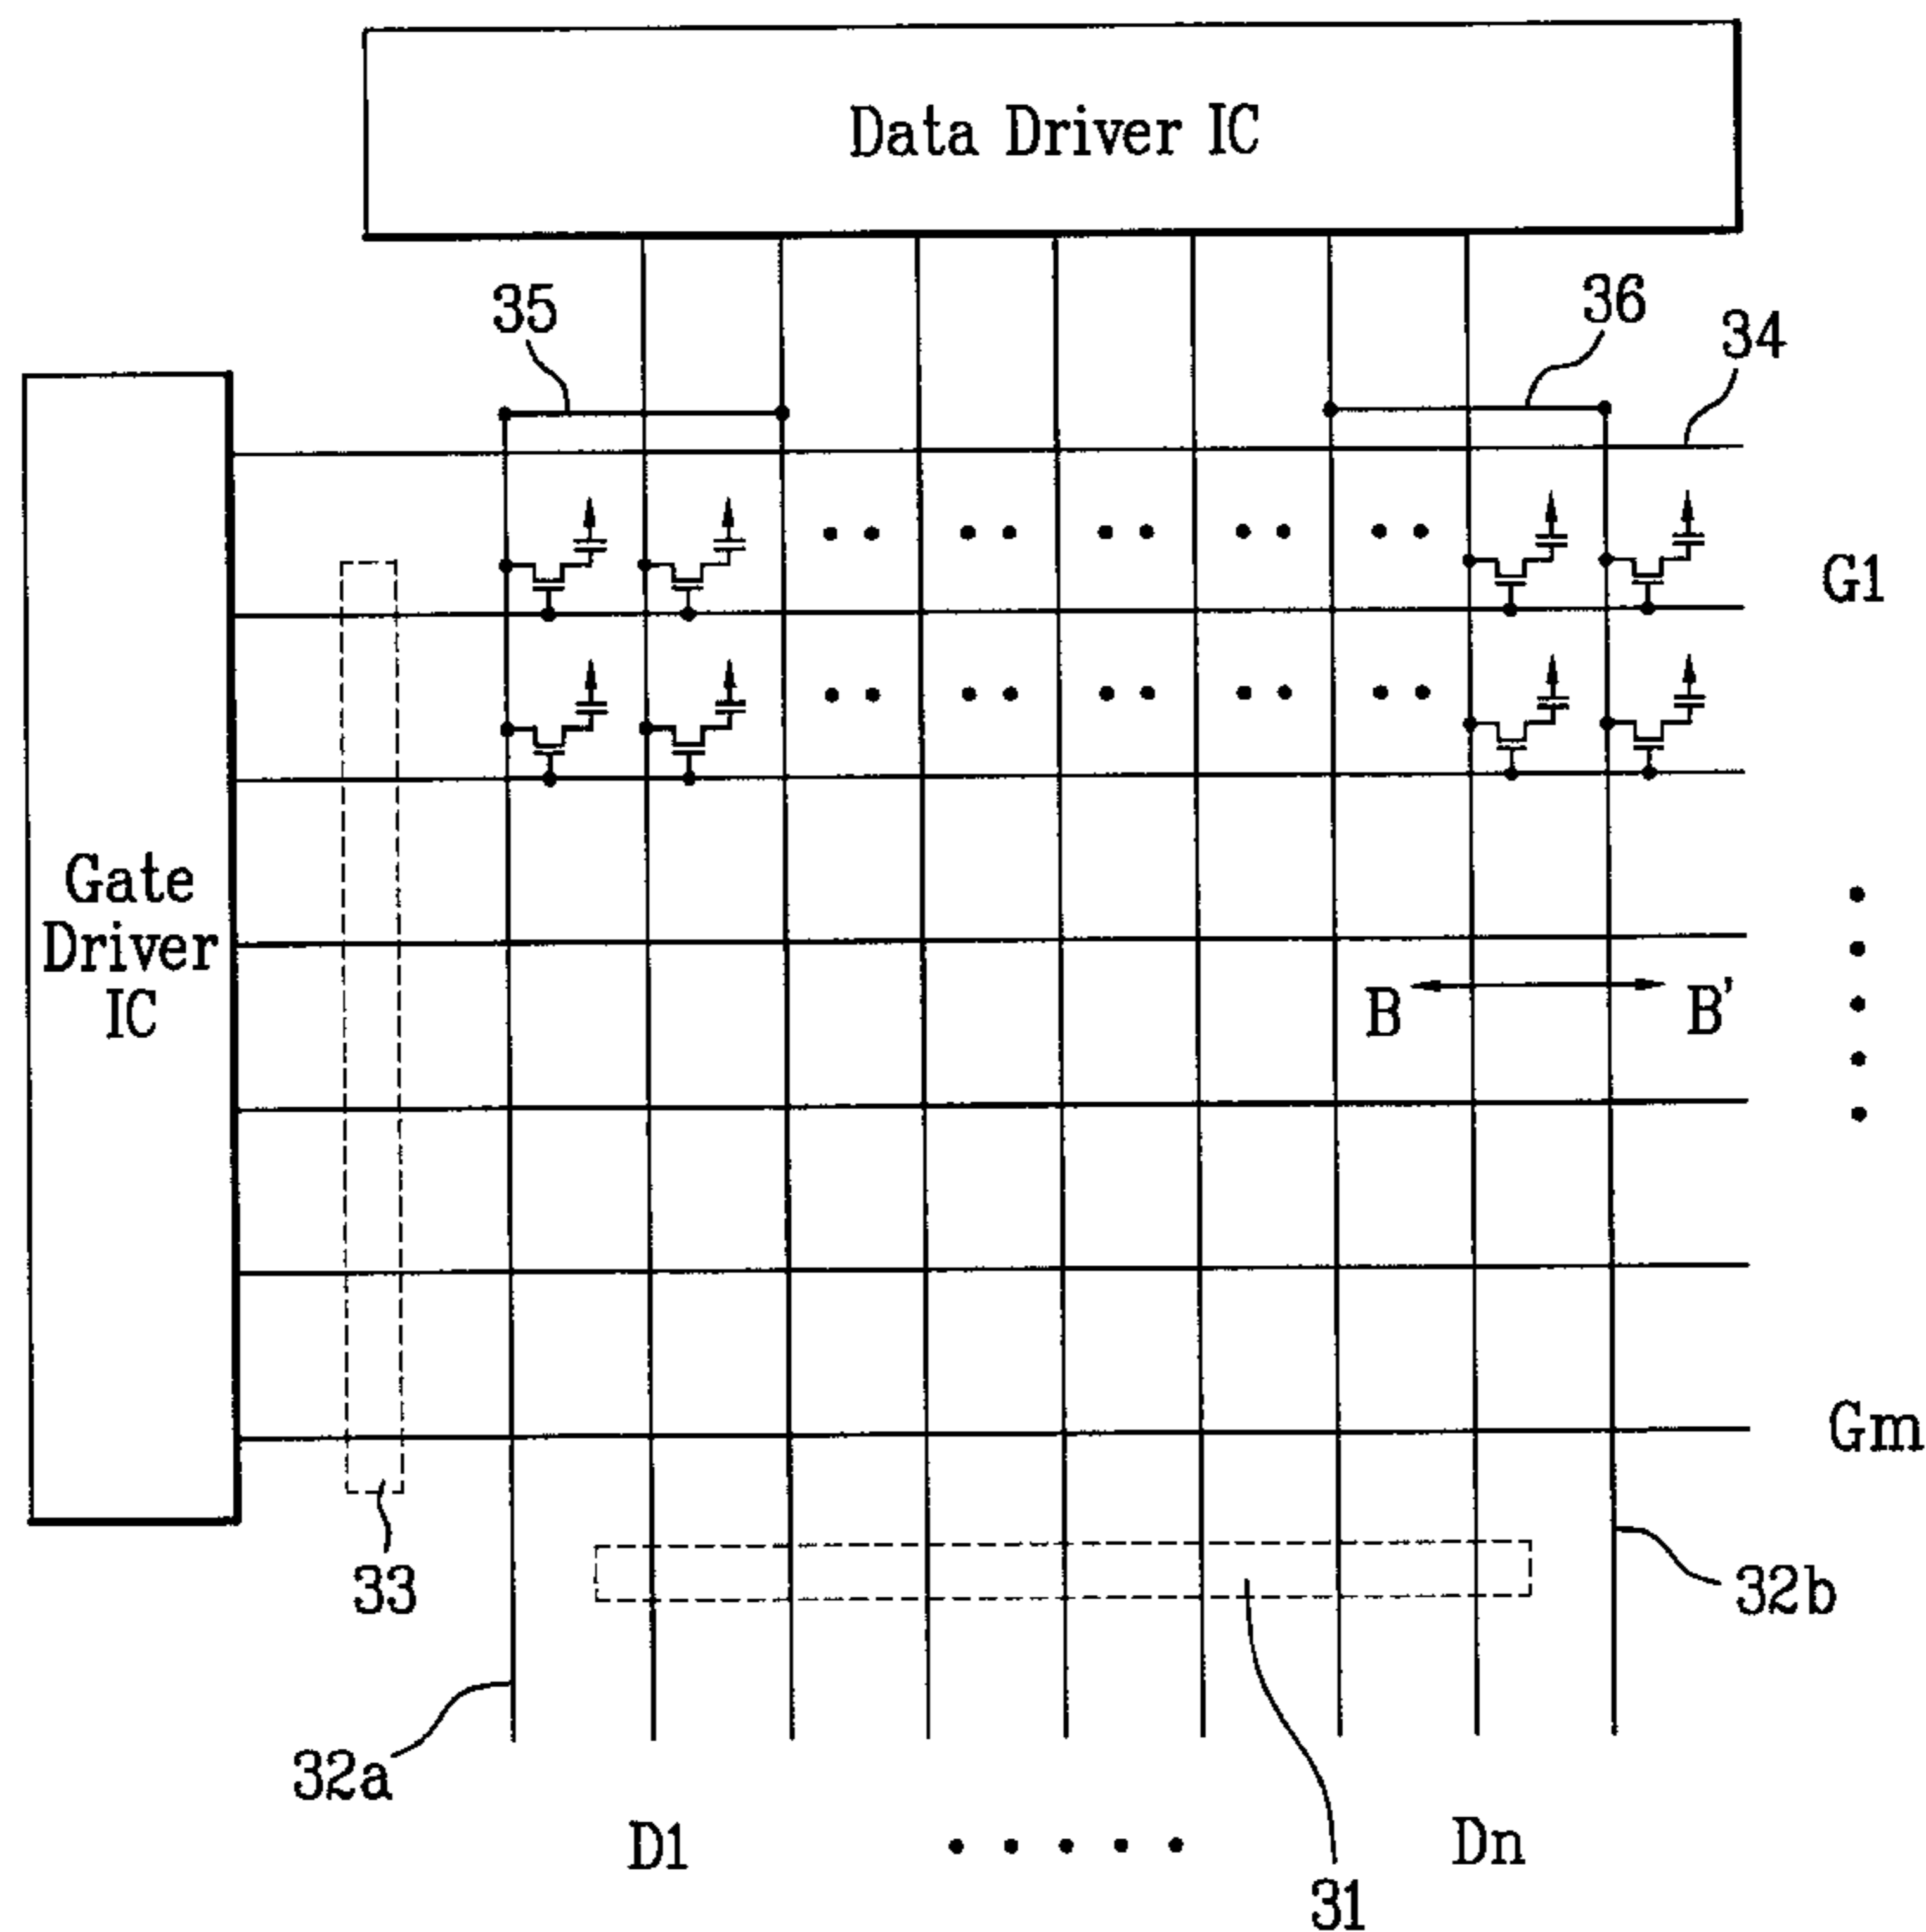 Data Driver IC
35
36
34
G1
Gate
Driver
IC
B
B'
Gm
33
32b
32a
D1
Dn
31